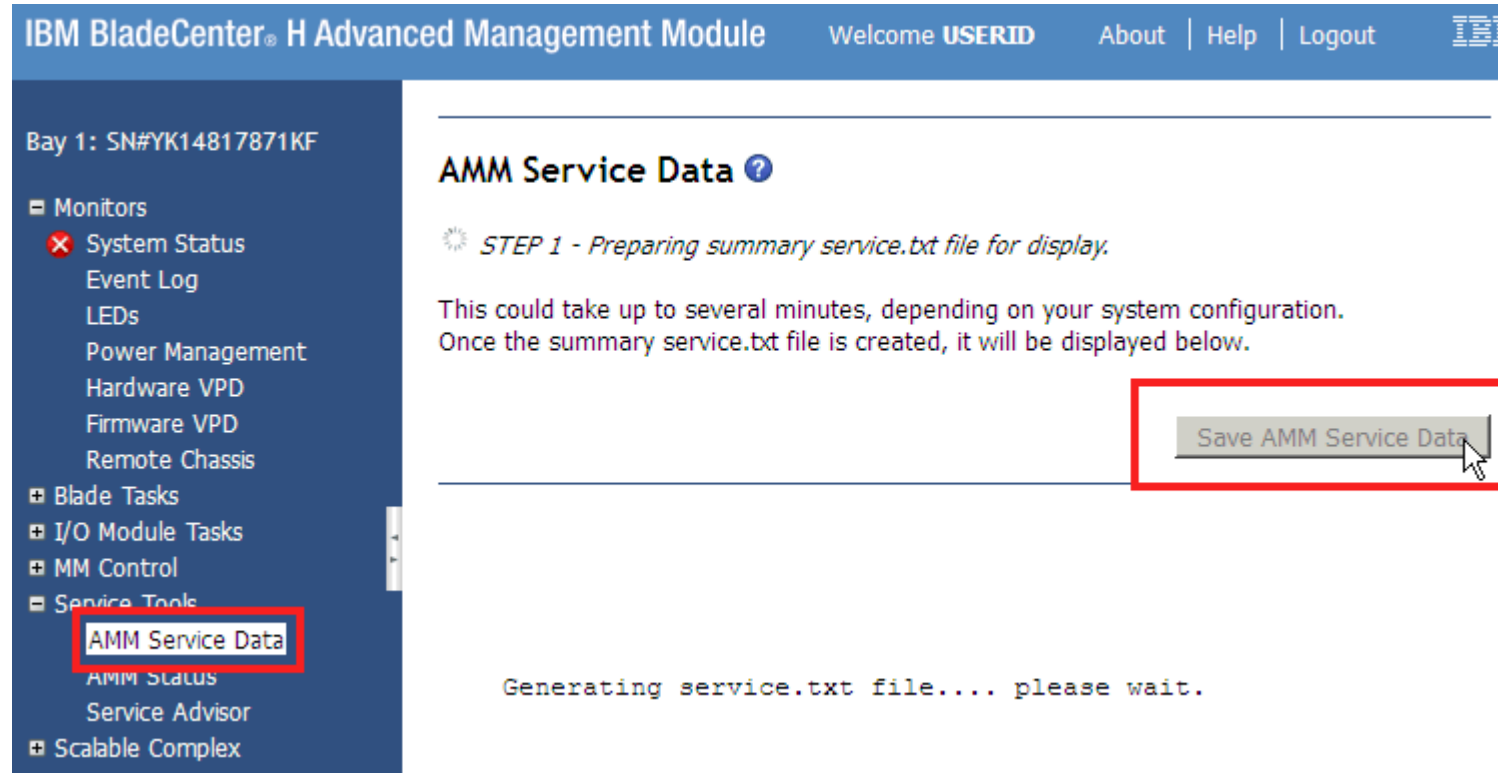 IBM BladeCenter® H Advanced Management Module
Welcome USERID
About | Help | Logout
IBM
Bay 1: SN#YK14817871KF
Monitors
System Status
Event Log
LEDs
Power Management
Hardware VPD
Firmware VPD
Remote Chassis
Blade Tasks
I/O Module Tasks
MM Control
Service Tools
AMM Service Data
AMM Status
Service Advisor
Scalable Complex
AMM Service Data
STEP 1 - Preparing summary service.txt file for display.
This could take up to several minutes, depending on your system configuration.
Once the summary service.txt file is created, it will be displayed below.
Save AMM Service Data
Generating service.txt file.... please wait.